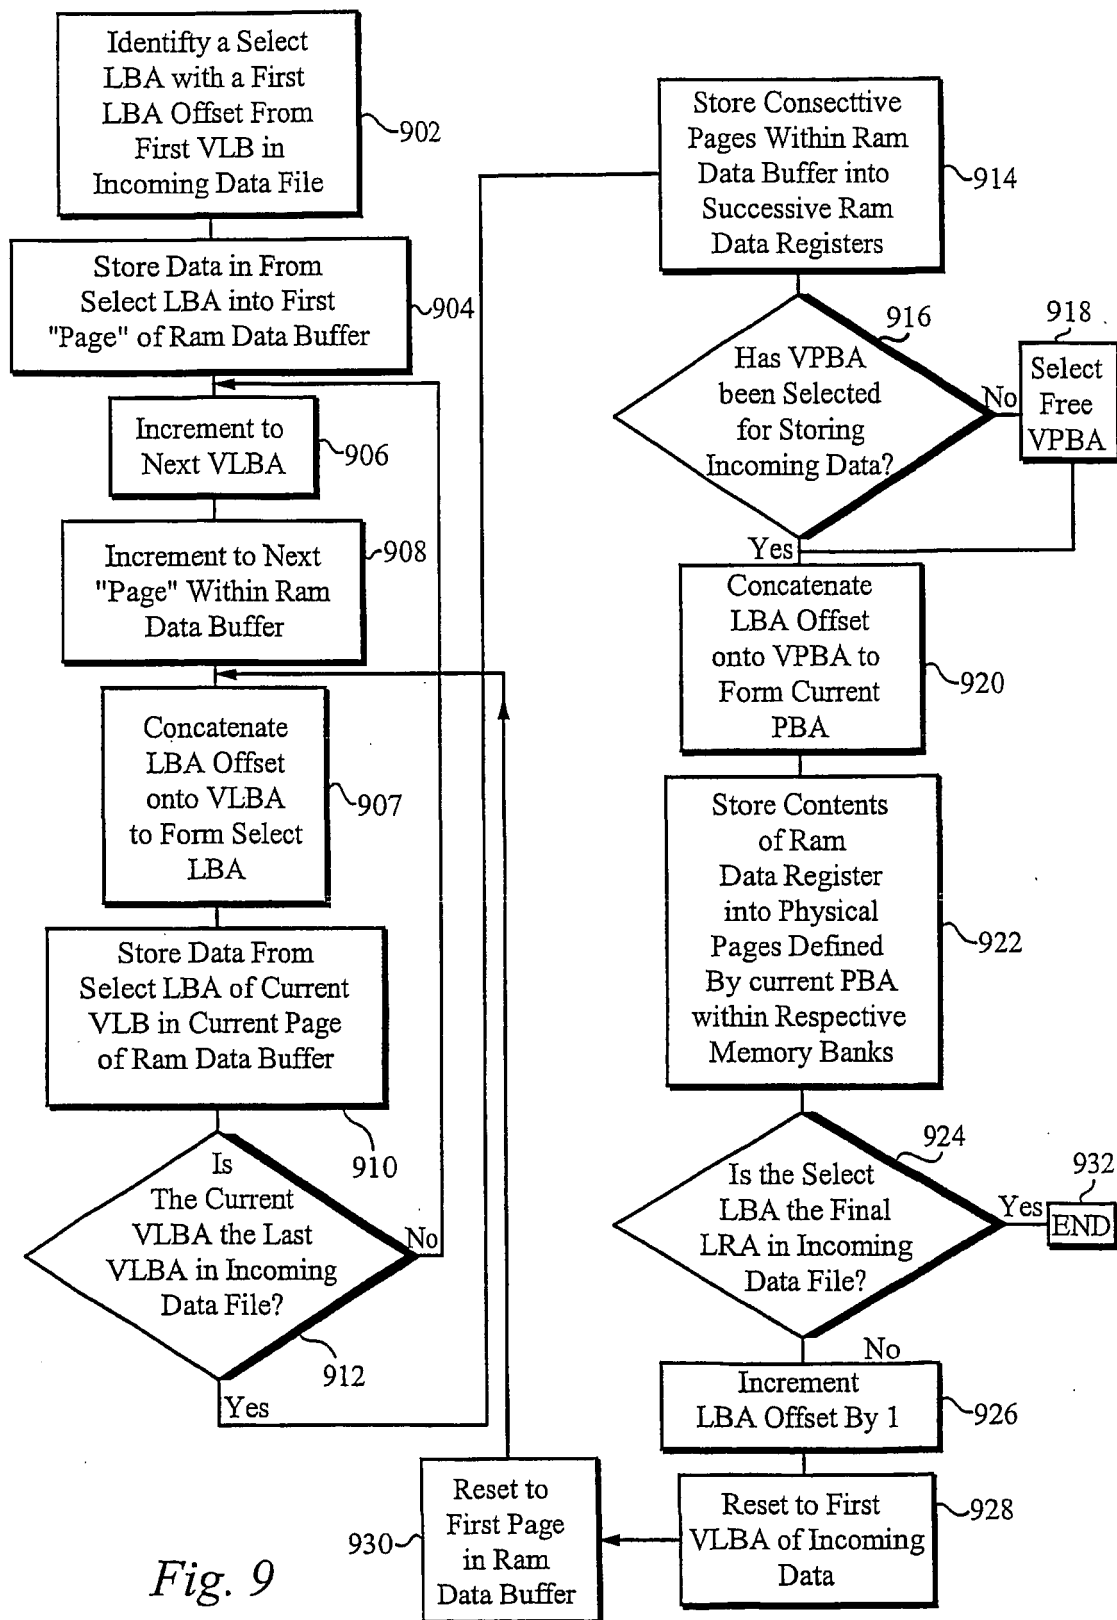 Identifty a Select
LBA with a First
LBA Offset From
First VLB in
Incoming Data File
902
Store Data in From
Select LBA into First
"Page" of Ram Data Buffer
904
Increment to
Next VLBA
906
Increment to Next
"Page" Within Ram
Data Buffer
908
Concatenate
LBA Offset
onto VLBA
to Form Select
LBA
907
Store Data From
Select LBA of Current
VLB in Current Page
of Ram Data Buffer
910
Is
The Current
VLBA the Last
VLBA in Incoming
Data File?
No
912
Yes
Store Consecttive
Pages Within Ram
Data Buffer into
Successive Ram
Data Registers
914
916
Has VPBA
been Selected
for Storing
Incoming Data?
No
918
Select
Free
VPBA
Yes
Concatenate
LBA Offset
onto VPBA to
Form Current
PBA
920
Store Contents
of Ram
Data Register
into Physical
Pages Defined
By current PBA
within Respective
Memory Banks
922
924
Is the Select
LBA the Final
LRA in Incoming
Data File?
Yes
932
END
No
Increment
LBA Offset By 1
926
Reset to First
VLBA of Incoming
Data
928
Reset to
First Page
in Ram
Data Buffer
930
Fig. 9